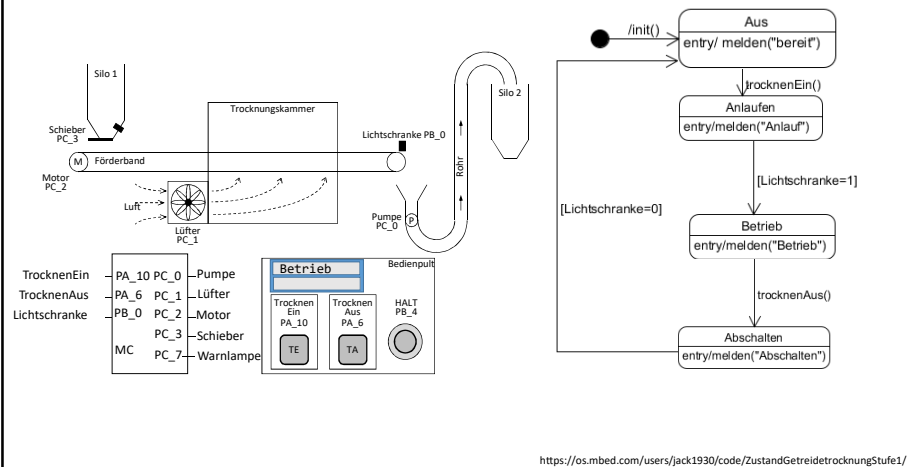 Silo 1
Schieber
PC_3
M
Förderband
Motor
PC_2
Trocknungskammer
Luft
Lüfter
PC_1
Lichtschranke PB_0
Pumpe
PC_0
P
Rohr
Silo 2
TrocknenEin
TrocknenAus
Lichtschranke
PA_10 PC_0
PA_6 PC_1
PB_0 PC_2
PC_3
MC
PC_7
Pumpe
Lüfter
Motor
Schieber
Warnlampe
Betrieb
Bedienpult
Trocknen
Ein
PA_10
TE
Trocknen
Aus
PA_6
TA
HALT
PB_4
/init()
Aus
entry/ melden("bereit")
trocknenEin()
Anlaufen
entry/melden("Anlauf")
[Lichtschranke=1]
[Lichtschranke=0]
Betrieb
entry/melden("Betrieb")
trocknenAus()
Abschalten
entry/melden("Abschalten")
https://os.mbed.com/users/jack1930/code/ZustandGetreidetrocknungStufe1/